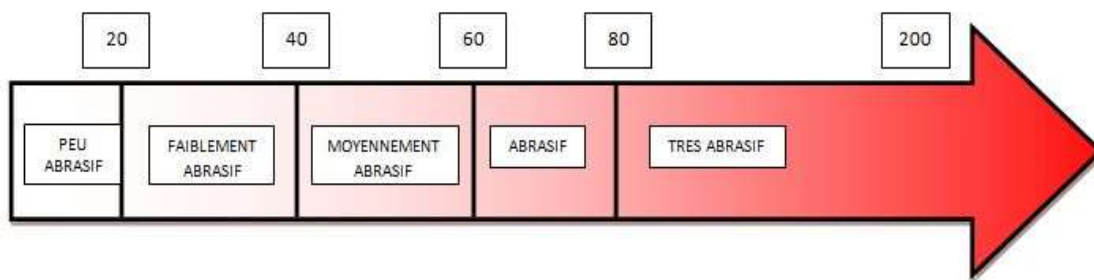 20
40
60
80
200
PEU
ABRASIF
FAIBLEMENT
ABRASIF
MOYENNEMENT
ABRASIF
ABRASIF
TRES ABRASIF